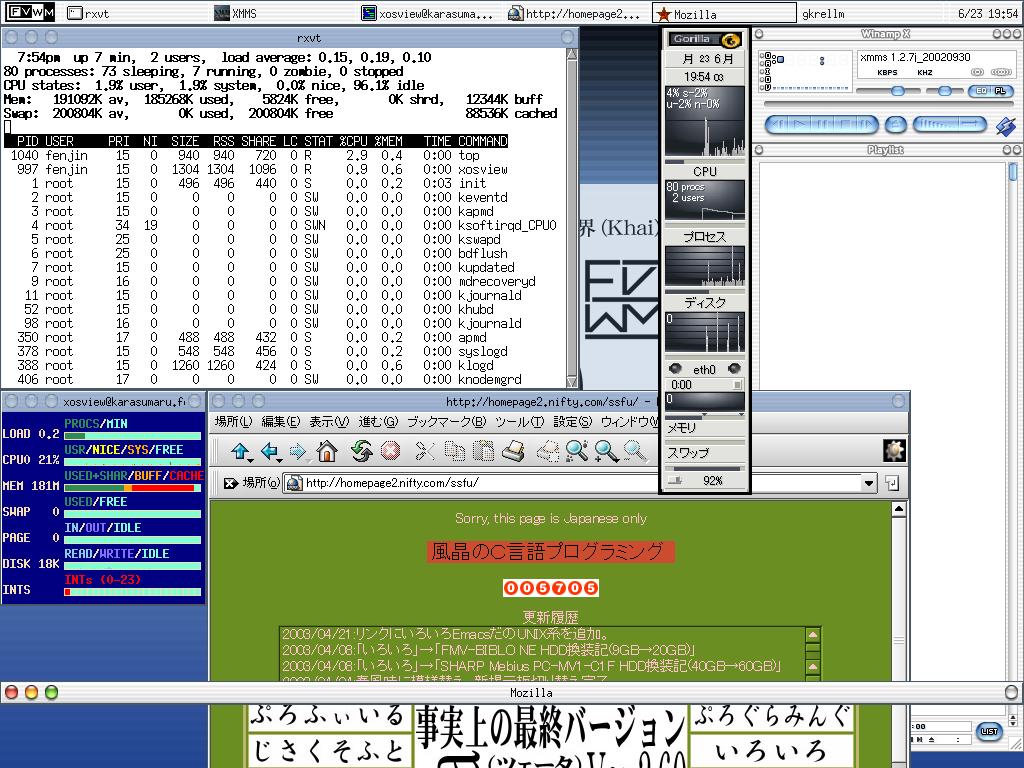 FVWM rxvt XMMS xosview@karasuma... http://homepage2... Mozilla gkrellm 6/23 19:54
rxvt
7:54pm up 7 min, 2 users, load average: 0.15, 0.19, 0.10
80 processes: 73 sleeping, 7 running, 0 zombie, 0 stopped
CPU states: 1.9% user, 1.9% system, 0.0% nice, 96.1% idle
Mem: 191092K av, 185268K used, 5824K free, 0K shrd, 12344K buff
Swap: 200804K av, 0K used, 200804K free 88536K cached
PID USER PRI NI SIZE RSS SHARE LC STAT %CPU %MEM TIME COMMAND
1040 fenjin 15 0 940 940 720 0 R 2.9 0.4 0:00 top
997 fenjin 15 0 1304 1304 1096 0 R 0.9 0.6 0:00 xosview
1 root 15 0 496 496 440 0 S 0.0 0.2 0:03 init
2 root 15 0 0 0 0 0 SW 0.0 0.0 0:00 keventd
3 root 15 0 0 0 0 0 SW 0.0 0.0 0:00 kapmd
4 root 34 19 0 0 0 0 SWN 0.0 0.0 0:00 ksoftirqd_CPU0
5 root 25 0 0 0 0 0 SW 0.0 0.0 0:00 kswapd
6 root 25 0 0 0 0 0 SW 0.0 0.0 0:00 bdflush
7 root 15 0 0 0 0 0 SW 0.0 0.0 0:00 kupdated
9 root 16 0 0 0 0 0 SW 0.0 0.0 0:00 mdrecoveryd
11 root 15 0 0 0 0 0 SW 0.0 0.0 0:00 kjournald
52 root 15 0 0 0 0 0 SW 0.0 0.0 0:00 khubd
98 root 16 0 0 0 0 0 SW 0.0 0.0 0:00 kjournald
350 root 17 0 488 488 432 0 S 0.0 0.2 0:00 apmd
378 root 15 0 548 548 456 0 S 0.0 0.2 0:00 syslogd
388 root 15 0 1260 1260 424 0 S 0.0 0.6 0:00 klogd
406 root 17 0 0 0 0 0 SW 0.0 0.0 0:00 knodemgrd
界 (Khai)
FVWM
Gorilla
月 23 6月
19:54 03
4% s-2%
u-2% n-0%
CPU
80 procs
2 users
プロセス
0
ディスク
0
eth0
0:00
0
メモリ
スワップ
92%
Winamp X
xmms 1.2.7j_20020930
KBPS KHZ
EQ PL
Playlist
xosview@karasumaru.f
LOAD 0.2 PROCS/MIN
CPU0 21% USR/NICE/SYS/FREE
MEM 181M USED+SHAR/BUFF/CACHE
SWAP 0 USED/FREE
PAGE 0 IN/OUT/IDLE
DISK 18K READ/WRITE/IDLE
INTS INTs (0-23)
http://homepage2.nifty.com/ssfu/ -
場所(L) 編集(E) 表示(V) 進む(G) ブックマーク(B) ツール(T) 設定(S) ウィンドウ(W
場所(o) http://homepage2.nifty.com/ssfu/
Sorry, this page is Japanese only
風晶のC言語プログラミング
005705
更新履歴
2003/04/21:リンクにいろいろEmacsだのUNIX系を追加。
2003/04/08:「いろいろ」→「FMV-BIBLO NE HDD換装記(9GB→20GB)」
2003/04/08:「いろいろ」→「SHARP Mebius PC-MV1-C1F HDD換装記(40GB→60GB)」
Mozilla
ぷろふぃいる
事実上の最終バージョン
ぷろぐらみんぐ
じさくそふと
いろいろ
:00
LIST